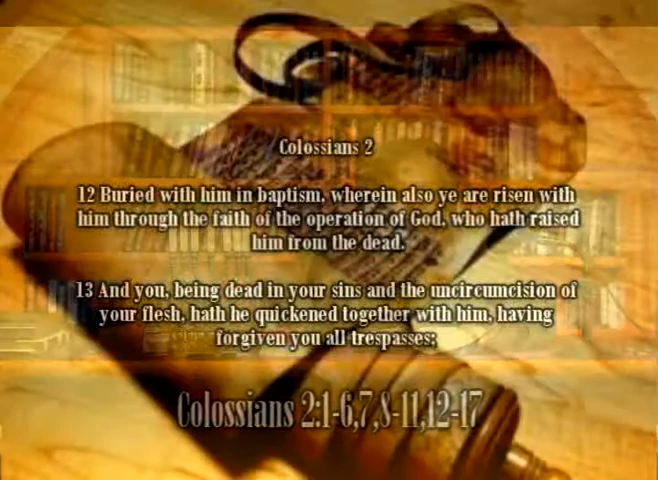 Colossians 2
12 Buried with him in baptism, wherein also ye are risen with
him through the faith of the operation of God, who hath raised
him from the dead.
13 And you, being dead in your sins and the uncircumcision of
your flesh, hath he quickened together with him, having
forgiven you all trespasses;
Colossians 2:1-6,7,8-11,12-17